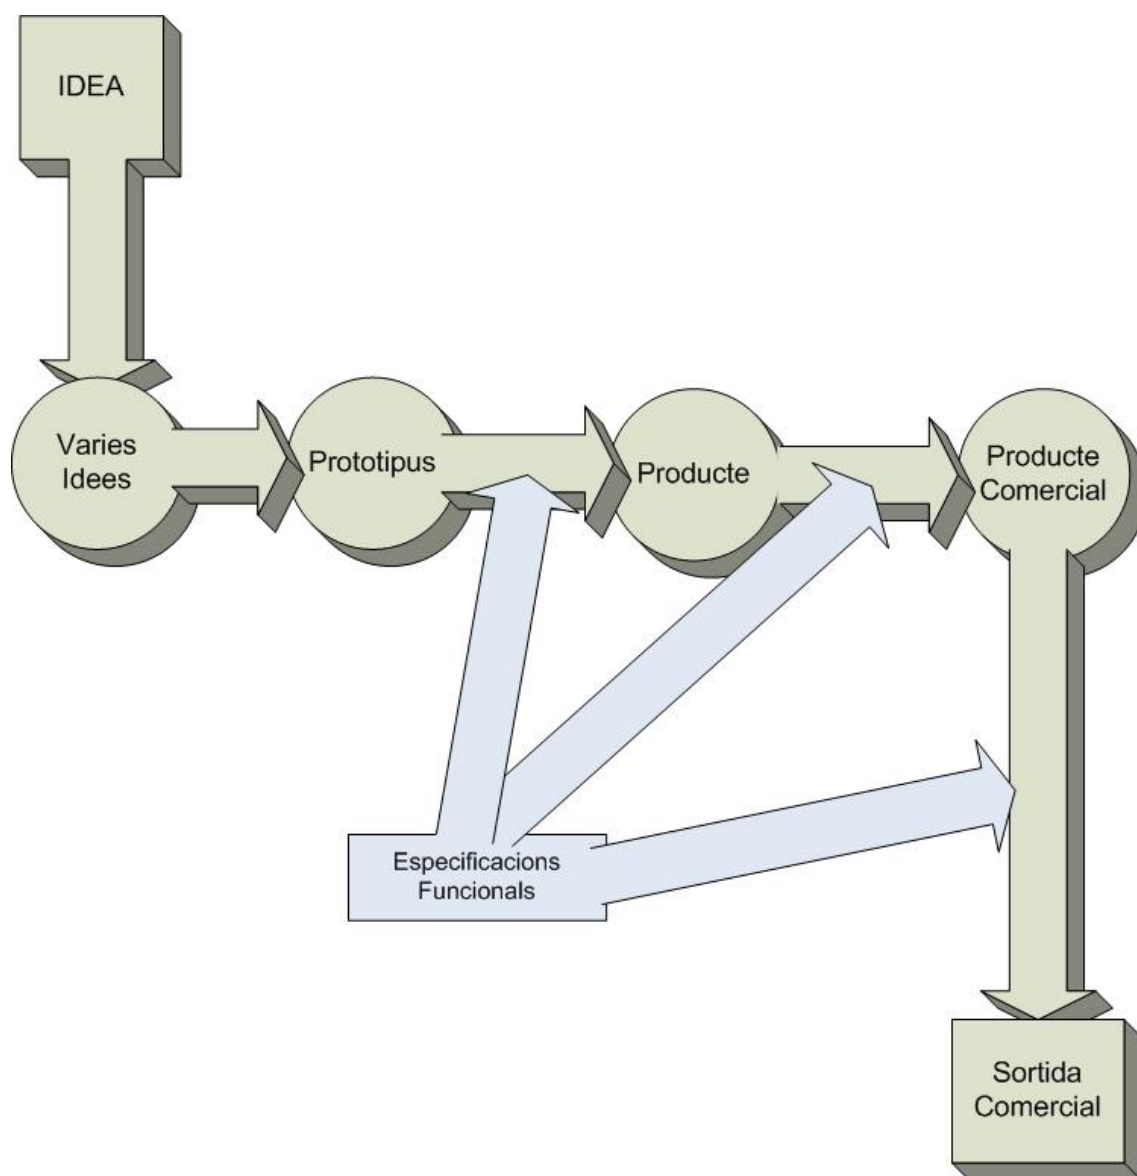 IDEA
Varies
Idees
Prototipus
Producte
Producte
Comercial
Especificacions
Funcionals
Sortida
Comercial